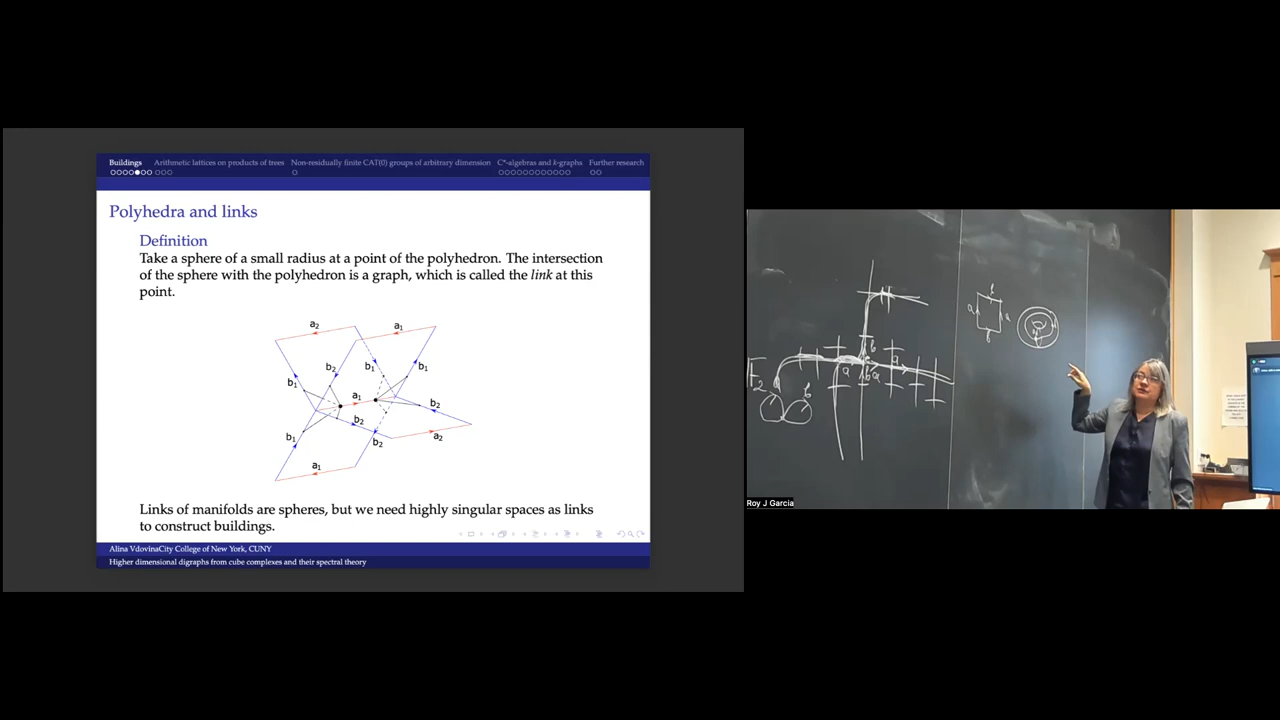 Buildings Arithmetic lattices on products of trees Non-residually finite CAT(0) groups of arbitrary dimension C*-algebras and k-graphs Further research
Polyhedra and links
Definition
Take a sphere of a small radius at a point of the polyhedron. The intersection
of the sphere with the polyhedron is a graph, which is called the link at this
point.
a₂
a₁
b₁
b₂
b₁
b₁
a₁
b₂
b₂
b₁
b₂
a₂
a₁
Links of manifolds are spheres, but we need highly singular spaces as links
to construct buildings.
Alina VdovinaCity College of New York, CUNY
Higher dimensional digraphs from cube complexes and their spectral theory
F₂
a
b
b
a
b
a
a
b
a
b
Roy J Garcia